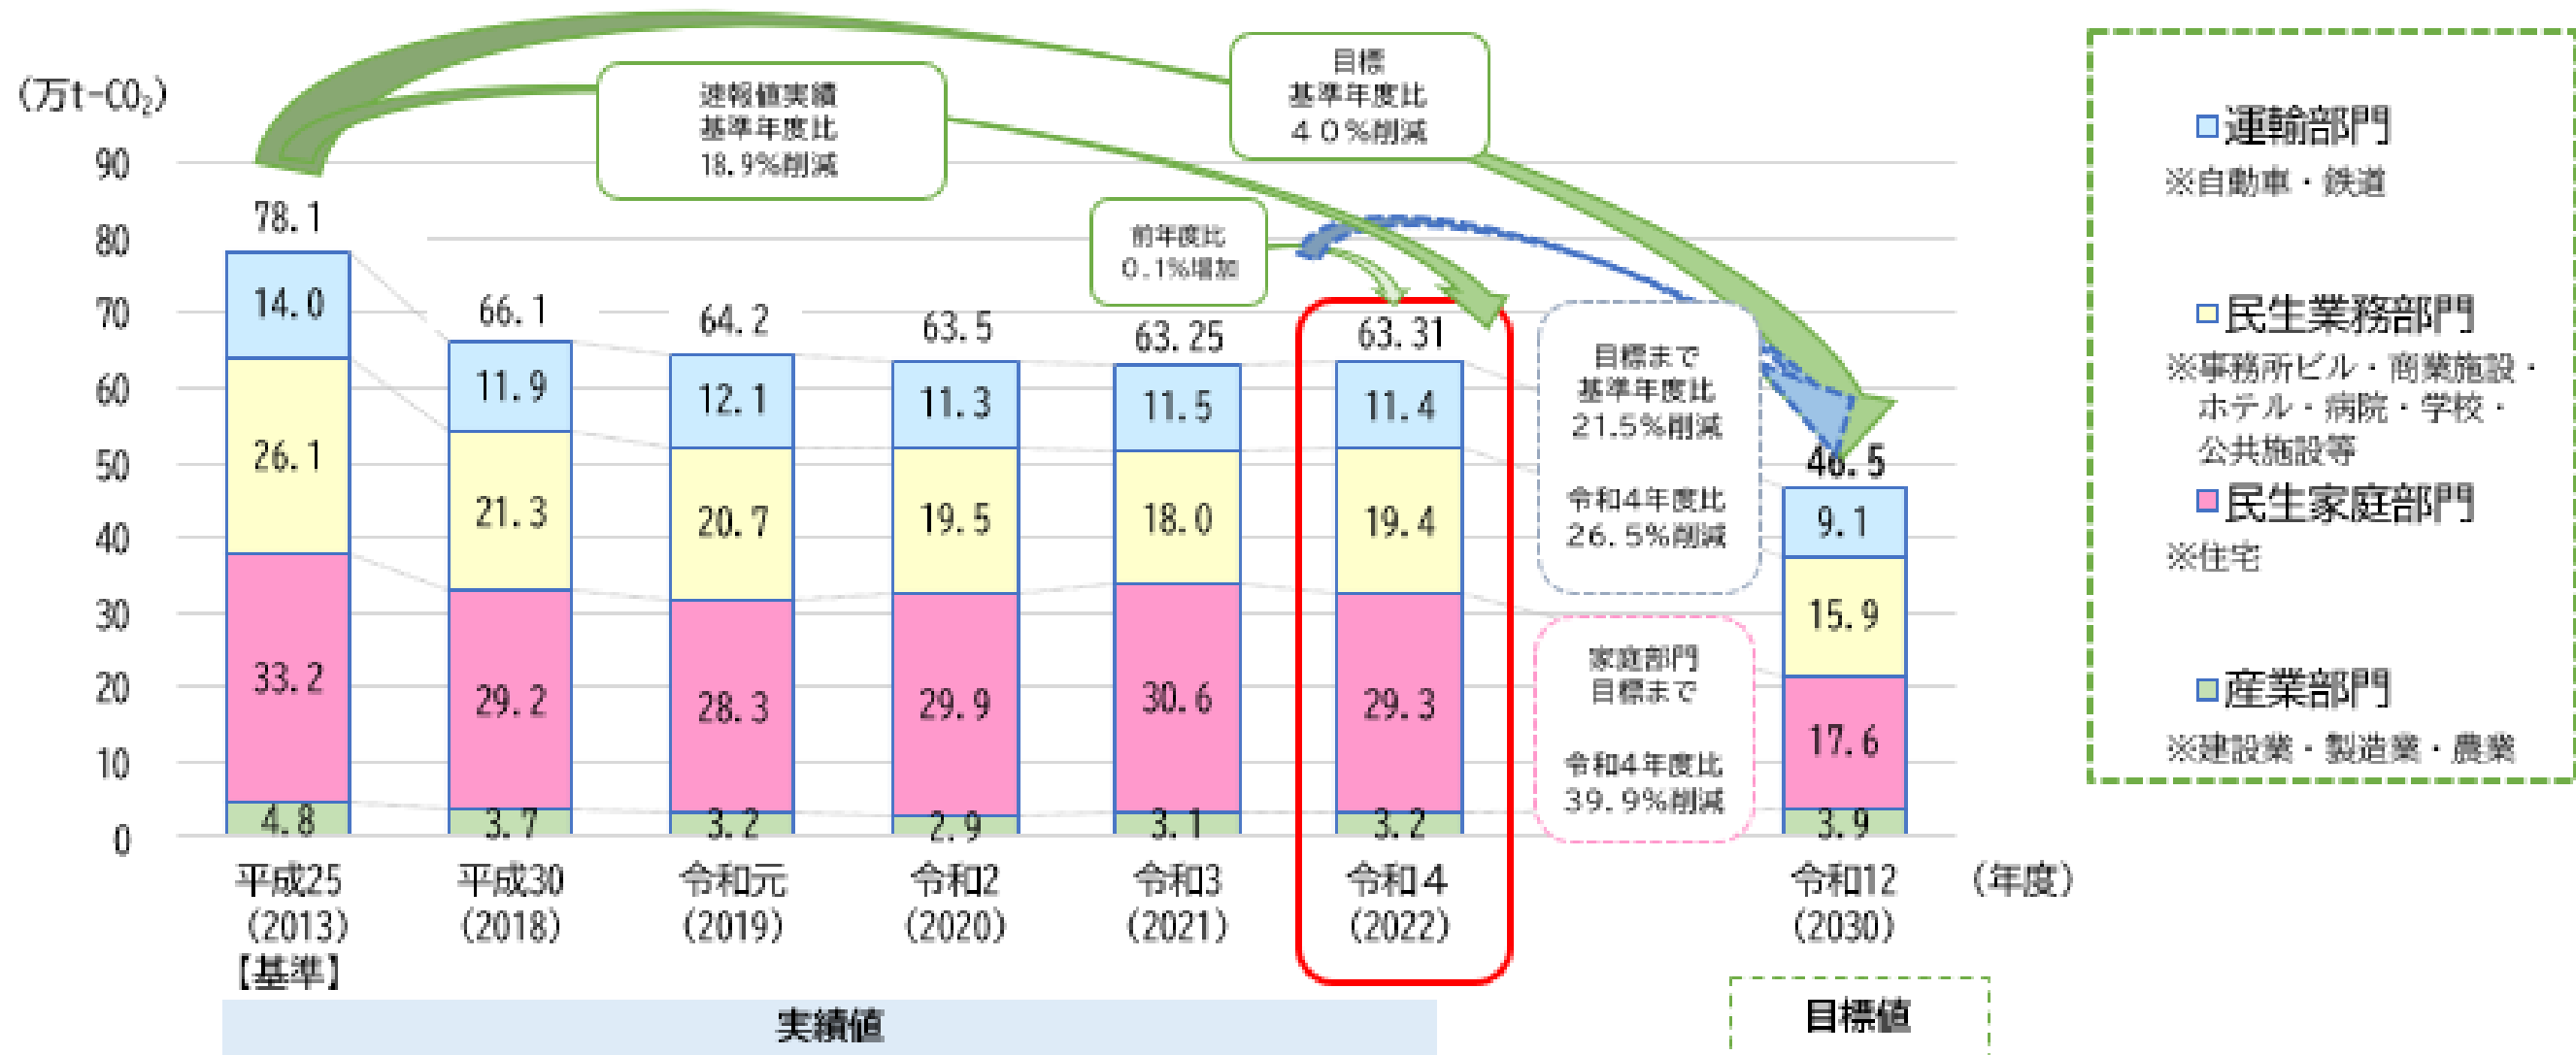 (万t-CO₂)
90
80
70
60
50
40
30
20
10
0
速報値実績
基準年度比
18.9%削減
目標
基準年度比
40%削減
前年度比
0.1%増加
78.1
14.0
26.1
33.2
4.8
66.1
11.9
21.3
29.2
3.7
64.2
12.1
20.7
28.3
3.2
63.5
11.3
19.5
29.9
2.9
63.25
11.5
18.0
30.6
3.1
63.31
11.4
19.4
29.3
3.2
目標まで
基準年度比
21.5%削減
令和4年度比
26.5%削減
家庭部門
目標まで
令和4年度比
39.9%削減
46.5
9.1
15.9
17.6
3.9
平成25
(2013)
【基準】
平成30
(2018)
令和元
(2019)
令和2
(2020)
令和3
(2021)
令和4
(2022)
令和12
(2030)
(年度)
実績値
目標値
運輸部門
※自動車・鉄道
民生業務部門
※事務所ビル・商業施設・
ホテル・病院・学校・
公共施設等
民生家庭部門
※住宅
産業部門
※建設業・製造業・農業